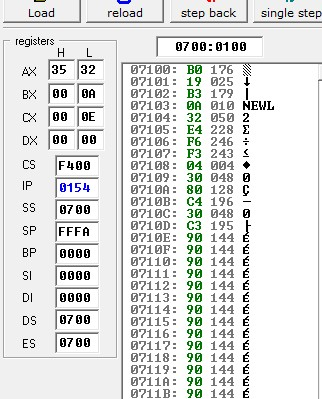 Load reload step back single step
registers
H L
AX 35 32
BX 00 0A
CX 00 0E
DX 00 00
CS F400
IP 0154
SS 0700
SP FFFA
BP 0000
SI 0000
DI 0000
DS 0700
ES 0700
0700:0100
07100: B0 176 ▒
07101: 19 025 ↓
07102: B3 179 │
07103: 0A 010 NEWL
07104: 32 050 2
07105: E4 228 Σ
07106: F6 246 ÷
07107: F3 243 ≤
07108: 04 004 ♦
07109: 30 048 0
0710A: 80 128 Ç
0710B: C4 196 ─
0710C: 30 048 0
0710D: C3 195 ├
0710E: 90 144 É
0710F: 90 144 É
07110: 90 144 É
07111: 90 144 É
07112: 90 144 É
07113: 90 144 É
07114: 90 144 É
07115: 90 144 É
07116: 90 144 É
07117: 90 144 É
07118: 90 144 É
07119: 90 144 É
0711A: 90 144 É
0711B: 90 144 É